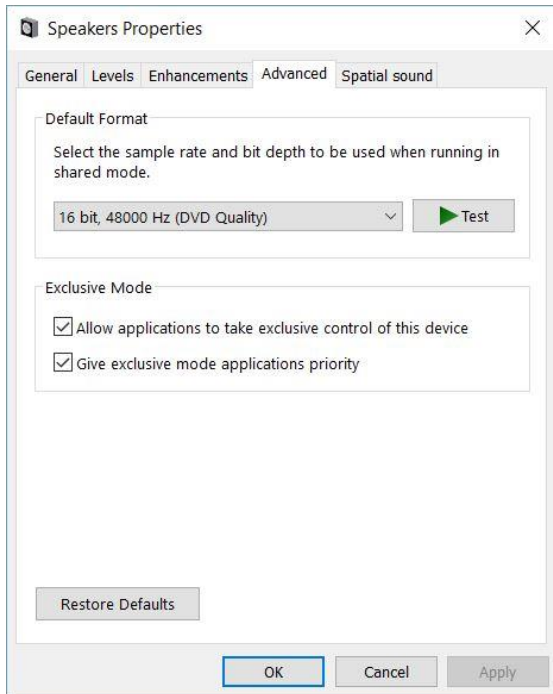 Speakers Properties
General Levels Enhancements Advanced Spatial sound
Default Format
Select the sample rate and bit depth to be used when running in
shared mode.
16 bit, 48000 Hz (DVD Quality)
Test
Exclusive Mode
Allow applications to take exclusive control of this device
Give exclusive mode applications priority
Restore Defaults
OK Cancel Apply